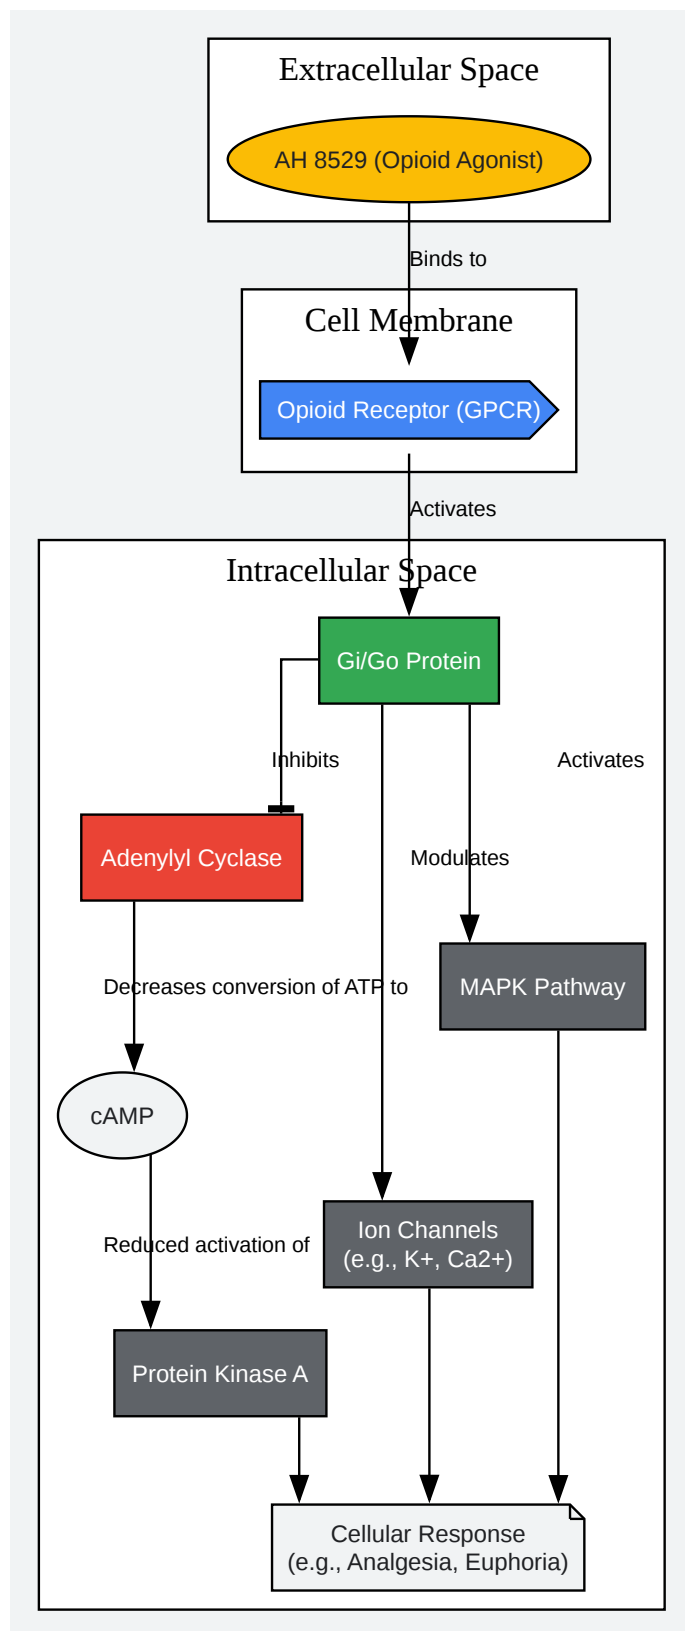 Extracellular Space
AH 8529 (Opioid Agonist)
Binds to
Cell Membrane
Opioid Receptor (GPCR)
Activates
Intracellular Space
Gi/Go Protein
Inhibits
Activates
Adenylyl Cyclase
Modulates
Decreases conversion of ATP to
MAPK Pathway
cAMP
Reduced activation of
Ion Channels
(e.g., K+, Ca2+)
Protein Kinase A
Cellular Response
(e.g., Analgesia, Euphoria)